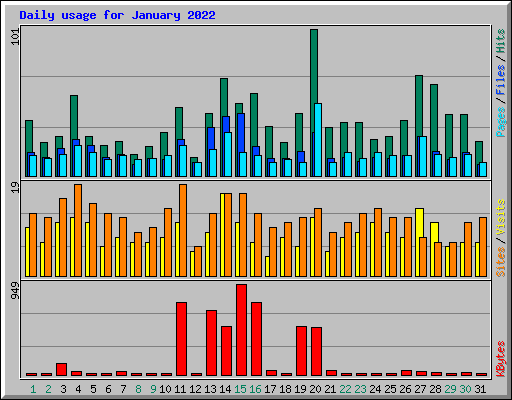 Daily usage for January 2022
101
Pages / Files / Hits
19
Sites / Visits
949
KBytes
1 2 3 4 5 6 7 8 9 10 11 12 13 14 15 16 17 18 19 20 21 22 23 24 25 26 27 28 29 30 31